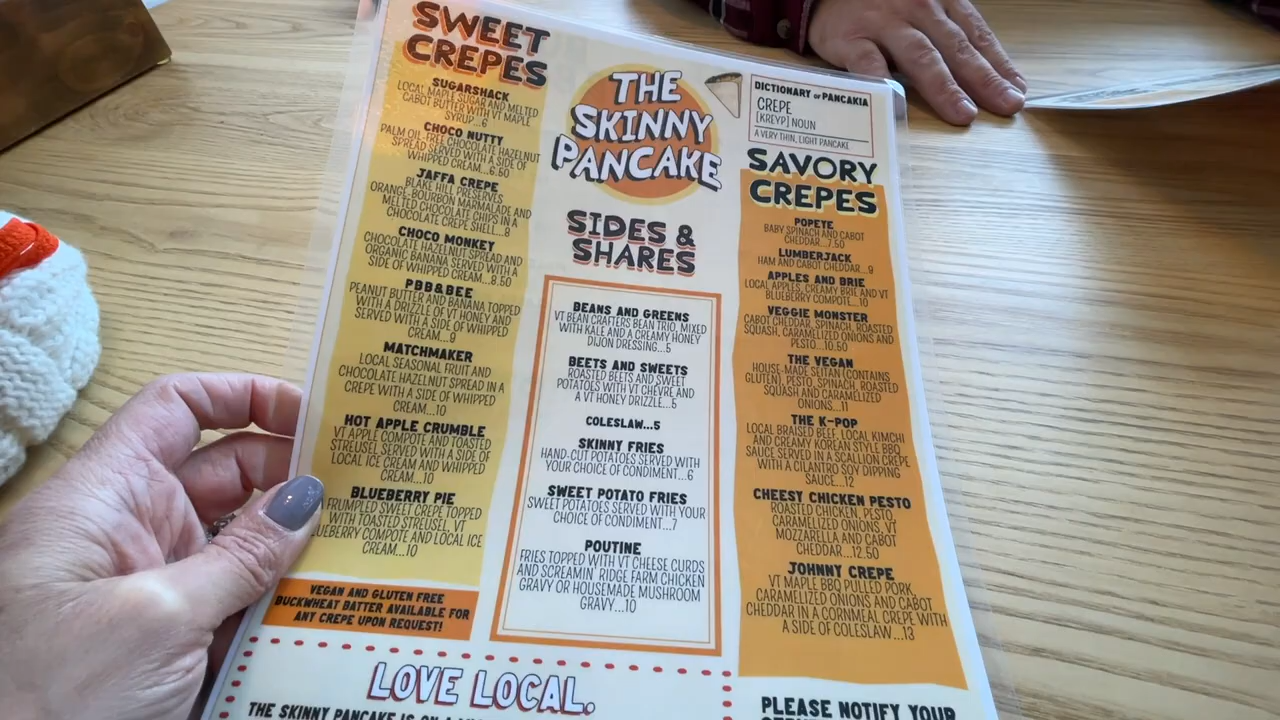 SWEET
CREPES
SUGARSHACK
LOCAL MAPLE SUGAR AND MELTED
CABOT BUTTER WITH VT MAPLE
SYRUP...6
CHOCO NUTTY
PALM OIL-FREE CHOCOLATE HAZELNUT
SPREAD SERVED WITH A SIDE OF
WHIPPED CREAM...6.50
JAFFA CREPE
BLAKE HILL PRESERVES
ORANGE-BOURBON MARMALADE AND
MELTED DARK CHOCOLATE CHIPS IN A
CHOCOLATE CREPE SHELL...8
CHOCO MONKEY
CHOCOLATE HAZELNUT SPREAD AND
ORGANIC BANANA SERVED WITH A
SIDE OF WHIPPED CREAM...8.50
PBB&BEE
PEANUT BUTTER AND BANANA TOPPED
WITH A DRIZZLE OF VT HONEY AND
SERVED WITH A SIDE OF WHIPPED
CREAM...9
MATCHMAKER
LOCAL SEASONAL FRUIT AND
CHOCOLATE HAZELNUT SPREAD IN A
CREPE WITH A SIDE OF WHIPPED
CREAM...10
HOT APPLE CRUMBLE
VT APPLE COMPOTE AND TOASTED
STREUSEL SERVED WITH A SIDE OF
LOCAL ICE CREAM AND WHIPPED
CREAM...10
BLUEBERRY PIE
CRUMPLED SWEET CREPE TOPPED
WITH TOASTED STREUSEL, VT
LUEBERRY COMPOTE AND LOCAL ICE
CREAM...10
VEGAN AND GLUTEN FREE
BUCKWHEAT BATTER AVAILABLE FOR
ANY CREPE UPON REQUEST!
THE
SKINNY
PANCAKE
SIDES &
SHARES
BEANS AND GREENS
VT BEAN CRAFTERS BEAN TRIO, MIXED
WITH KALE AND A CREAMY HONEY
DIJON DRESSING...5
BEETS AND SWEETS
ROASTED BEETS AND SWEET
POTATOES WITH VT CHEVRE AND
A VT HONEY DRIZZLE...5
COLESLAW...5
SKINNY FRIES
HAND-CUT POTATOES SERVED WITH
YOUR CHOICE OF CONDIMENT...6
SWEET POTATO FRIES
SWEET POTATOES SERVED WITH YOUR
CHOICE OF CONDIMENT...7
POUTINE
FRIES TOPPED WITH VT CHEESE CURDS
AND SCREAMIN' RIDGE FARM CHICKEN
GRAVY OR HOUSEMADE MUSHROOM
GRAVY...10
DICTIONARY OF PANCAKIA
CREPE
[KREYP] NOUN
A VERY THIN, LIGHT PANCAKE
SAVORY
CREPES
POPEYE
BABY SPINACH AND CABOT
CHEDDAR...7.50
LUMBERJACK
HAM AND CABOT CHEDDAR...9
APPLES AND BRIE
LOCAL APPLES, CREAMY BRIE AND VT
BLUEBERRY COMPOTE...10
VEGGIE MONSTER
CABOT CHEDDAR, SPINACH, ROASTED
SQUASH, CARAMELIZED ONIONS AND
PESTO...10.50
THE VEGAN
HOUSE-MADE SEITAN (CONTAINS
GLUTEN), PESTO, SPINACH, ROASTED
SQUASH AND CARAMELIZED
ONIONS...11
THE K-POP
LOCAL BRAISED BEEF, LOCAL KIMCHI
AND CREAMY KOREAN STYLE BBQ
SAUCE SERVED IN A SCALLION CREPE
WITH A CILANTRO SOY DIPPING
SAUCE...12
CHEESY CHICKEN PESTO
ROASTED CHICKEN, PESTO,
CARAMELIZED ONIONS, VT
MOZZARELLA AND CABOT
CHEDDAR...12.50
JOHNNY CREPE
VT MAPLE BBQ PULLED PORK,
CARAMELIZED ONIONS AND CABOT
CHEDDAR IN A CORNMEAL CREPE WITH
A SIDE OF COLESLAW...13
LOVE LOCAL.
THE SKINNY PANCAKE IS ON A
PLEASE NOTIFY YOUR